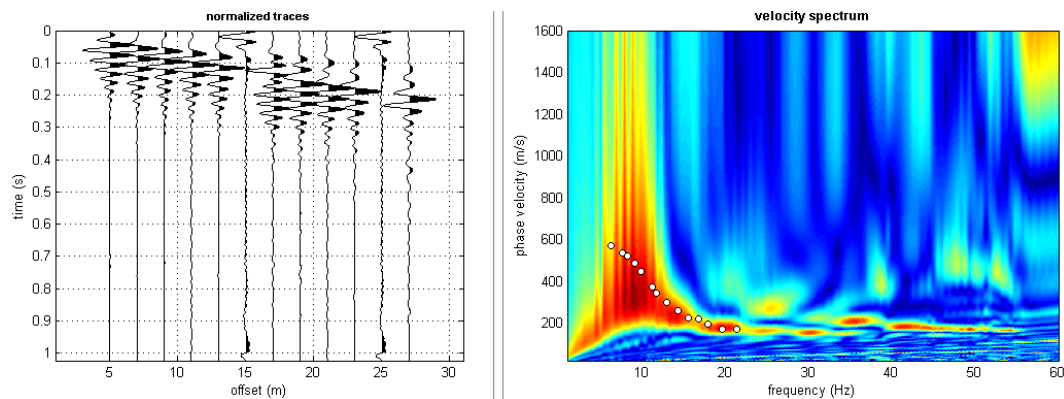 normalized traces
0
0.1
0.2
0.3
0.4
0.5
0.6
0.7
0.8
0.9
1
time (s)
5 10 15 20 25 30
offset (m)
velocity spectrum
1600
1400
1200
1000
800
600
400
200
phase velocity (m/s)
10 20 30 40 50 60
frequency (Hz)